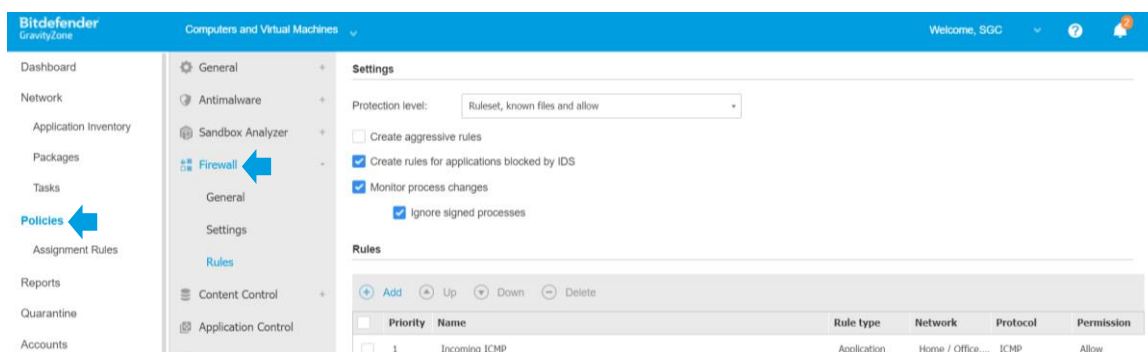 Bitdefender
GravityZone
Computers and Virtual Machines
Welcome, SGC
2
Dashboard
Network
Application Inventory
Packages
Tasks
Policies
Assignment Rules
Reports
Quarantine
Accounts
General +
Antimalware +
Sandbox Analyzer +
Firewall -
General
Settings
Rules
Content Control +
Application Control
Settings
Protection level: Ruleset, known files and allow
Create aggressive rules
Create rules for applications blocked by IDS
Monitor process changes
Ignore signed processes
Rules
Add Up Down Delete
Priority Name Rule type Network Protocol Permission
1 Incoming ICMP Application Home / Office,... ICMP Allow